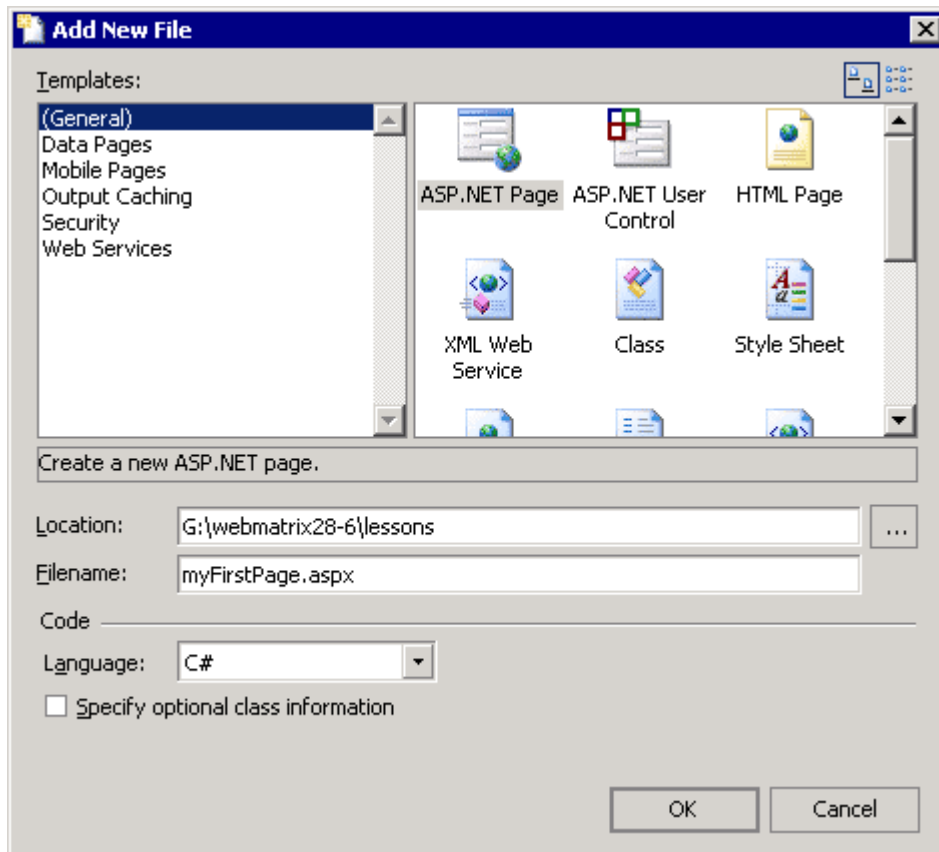 Add New File
Templates:
(General)
Data Pages
Mobile Pages
Output Caching
Security
Web Services
ASP.NET Page
ASP.NET User
Control
HTML Page
XML Web
Service
Class
Style Sheet
Create a new ASP.NET page.
Location:
G:\webmatrix28-6\lessons
...
Filename:
myFirstPage.aspx
Code
Language:
C#
Specify optional class information
OK
Cancel